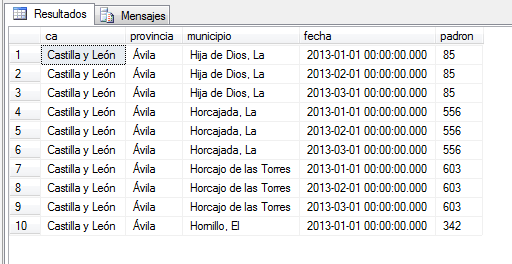 Resultados Mensajes
ca provincia municipio fecha padron
1 Castilla y León Ávila Hija de Dios, La 2013-01-01 00:00:00.000 85
2 Castilla y León Ávila Hija de Dios, La 2013-02-01 00:00:00.000 85
3 Castilla y León Ávila Hija de Dios, La 2013-03-01 00:00:00.000 85
4 Castilla y León Ávila Horcajada, La 2013-01-01 00:00:00.000 556
5 Castilla y León Ávila Horcajada, La 2013-02-01 00:00:00.000 556
6 Castilla y León Ávila Horcajada, La 2013-03-01 00:00:00.000 556
7 Castilla y León Ávila Horcajo de las Torres 2013-01-01 00:00:00.000 603
8 Castilla y León Ávila Horcajo de las Torres 2013-02-01 00:00:00.000 603
9 Castilla y León Ávila Horcajo de las Torres 2013-03-01 00:00:00.000 603
10 Castilla y León Ávila Hornillo, El 2013-01-01 00:00:00.000 342